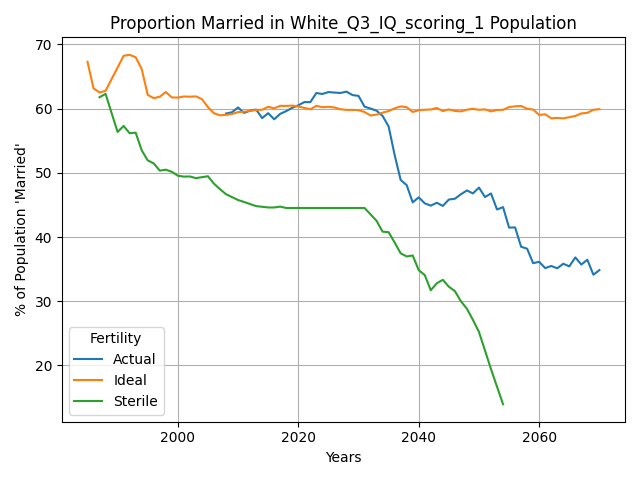 Proportion Married in White_Q3_IQ_scoring_1 Population
70
60
50
40
30
20
% of Population 'Married'
Fertility
Actual
Ideal
Sterile
2000
2020
2040
2060
Years